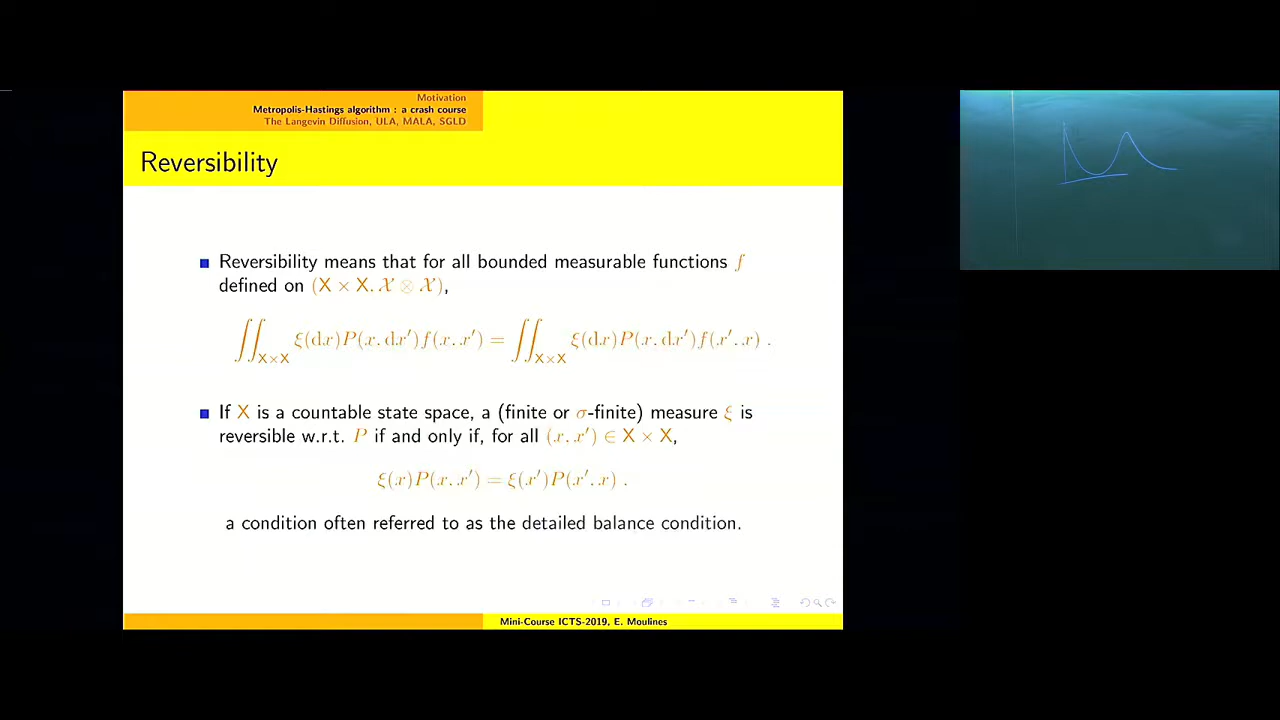 Motivation
Metropolis-Hastings algorithm : a crash course
The Langevin Diffusion, ULA, MALA, SGLD
Reversibility
Reversibility means that for all bounded measurable functions f
defined on (X × X, 𝒳 ⊗ 𝒳),
∬_{X×X} ξ(dx)P(x, dx′)f(x, x′) = ∬_{X×X} ξ(dx)P(x, dx′)f(x′, x) .
If X is a countable state space, a (finite or σ-finite) measure ξ is
reversible w.r.t. P if and only if, for all (x, x′) ∈ X × X,
ξ(x)P(x, x′) = ξ(x′)P(x′, x) .
a condition often referred to as the detailed balance condition.
Mini-Course ICTS-2019, E. Moulines